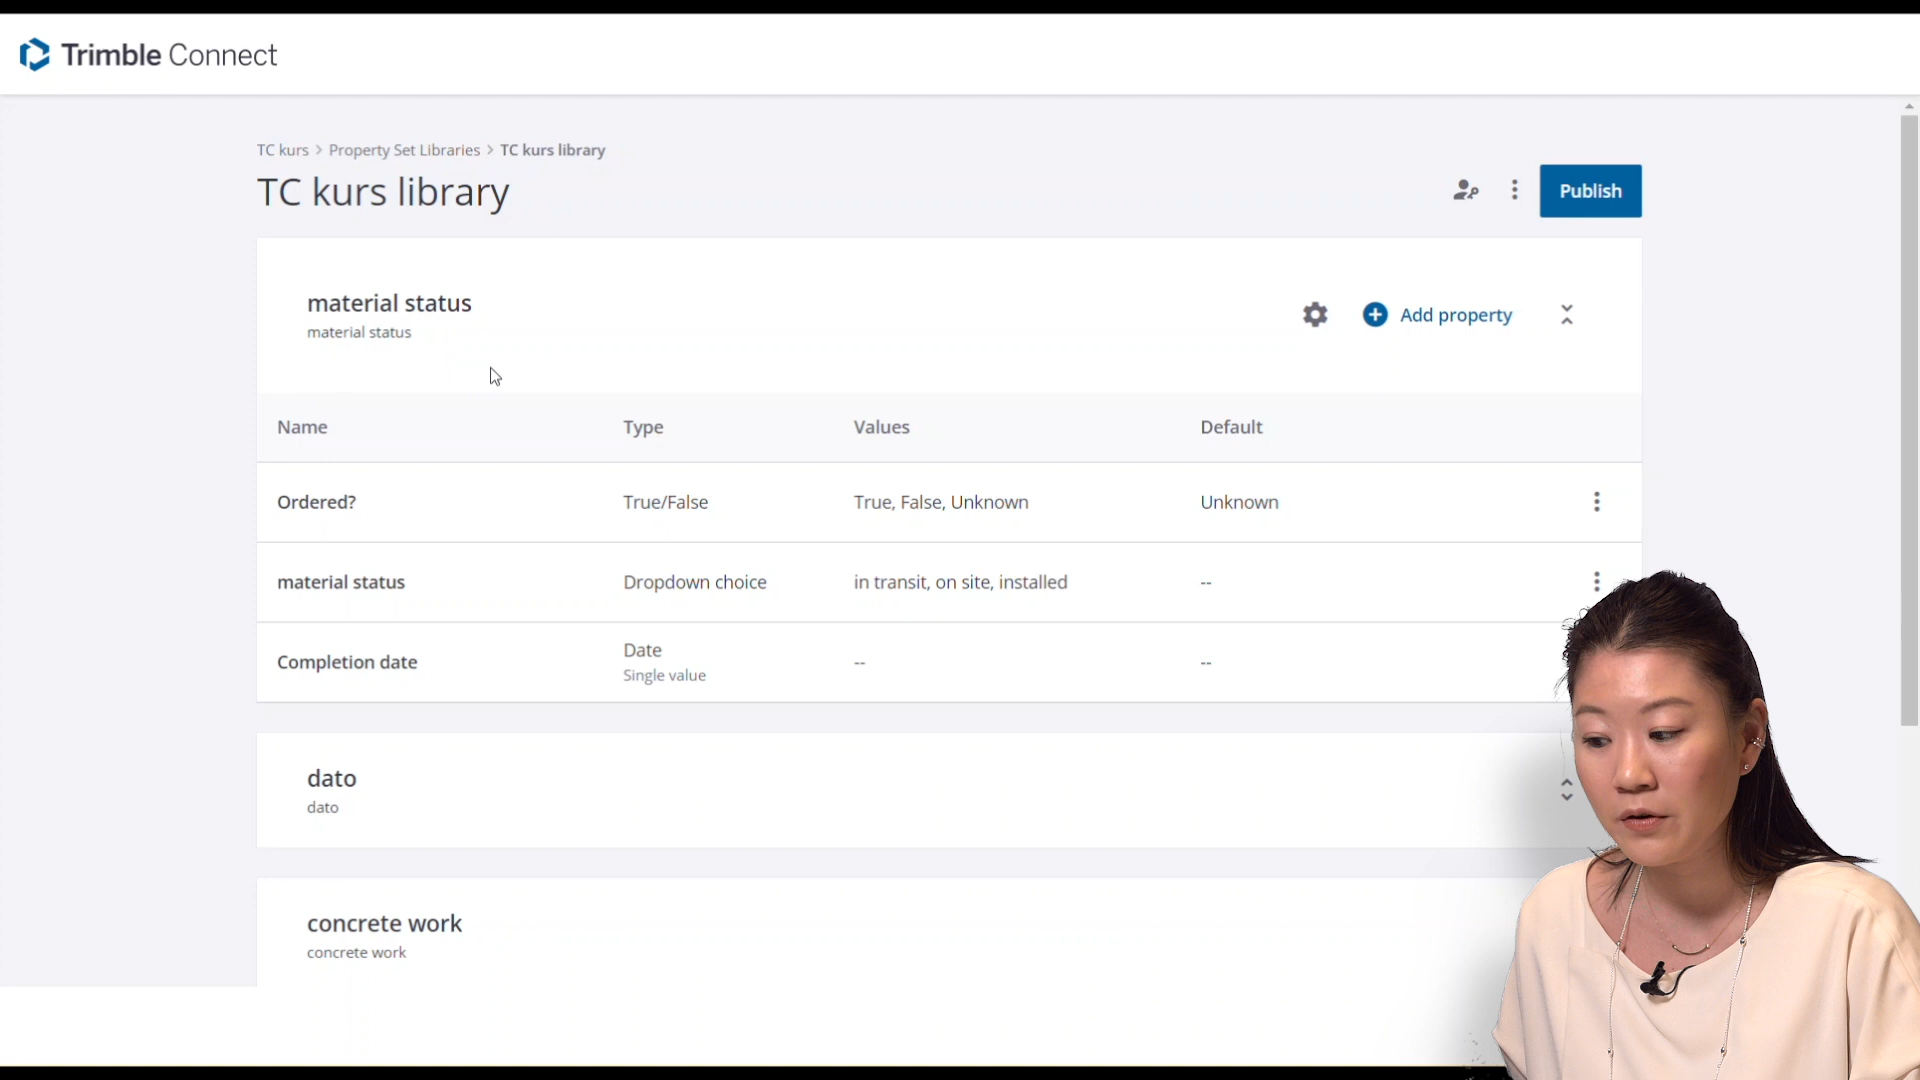 Trimble Connect
TC kurs > Property Set Libraries > TC kurs library
TC kurs library
Publish
material status
material status
Add property
Name Type Values Default
Ordered? True/False True, False, Unknown Unknown
material status Dropdown choice in transit, on site, installed --
Completion date Date -- --
Single value
dato
dato
concrete work
concrete work